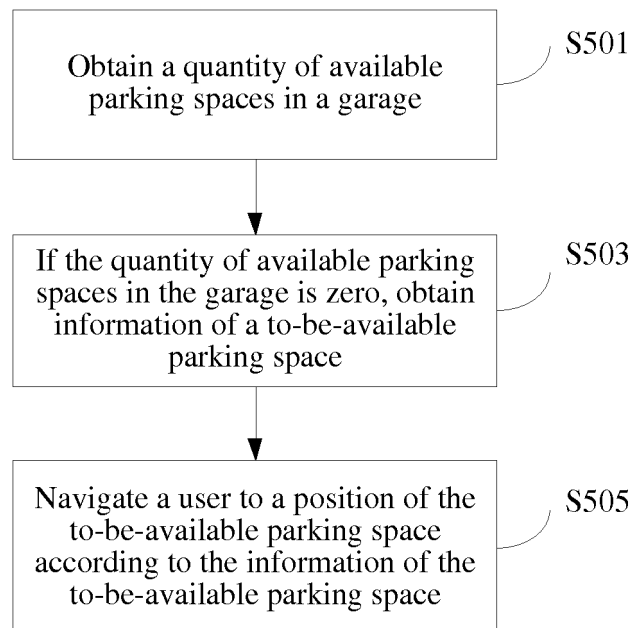 Obtain a quantity of available
parking spaces in a garage
S501
If the quantity of available parking
spaces in the garage is zero, obtain
information of a to-be-available
parking space
S503
Navigate a user to a position of the
to-be-available parking space
according to the information of the
to-be-available parking space
S505